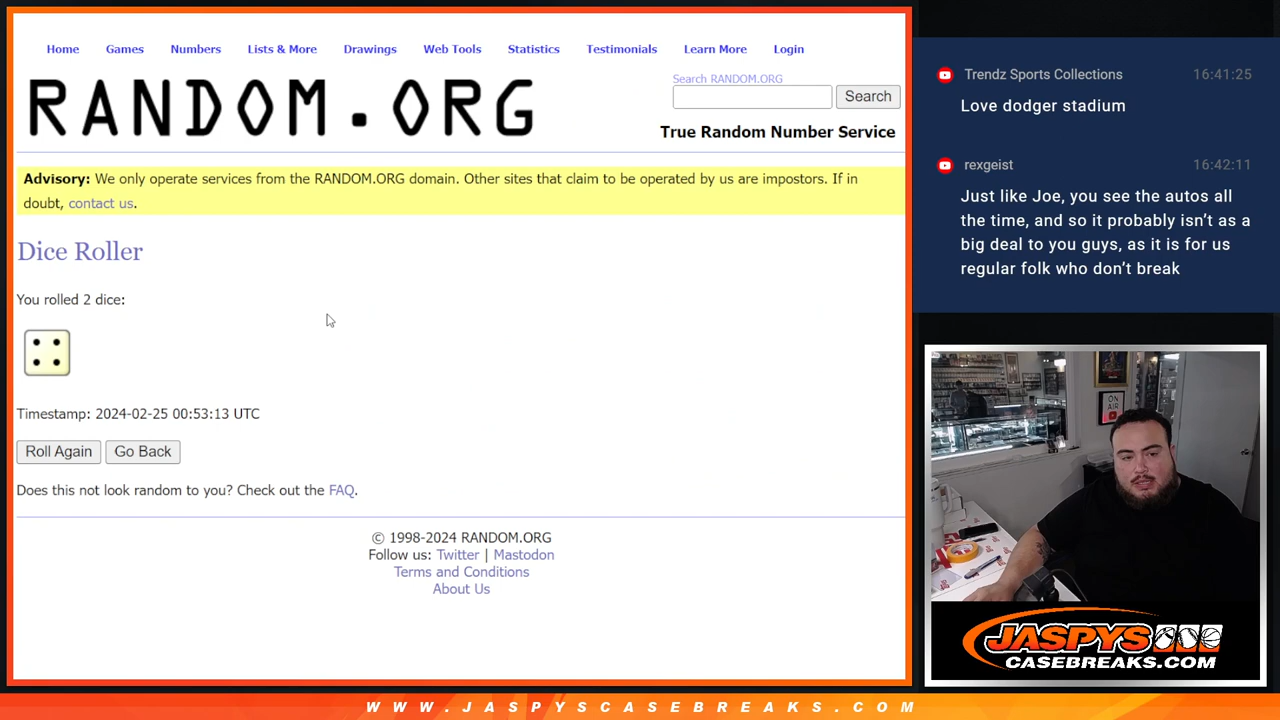 Home Games Numbers Lists & More Drawings Web Tools Statistics Testimonials Learn More Login
RANDOM.ORG
Search RANDOM.ORG
Search
True Random Number Service
Advisory: We only operate services from the RANDOM.ORG domain. Other sites that claim to be operated by us are impostors. If in
doubt, contact us.
Dice Roller
You rolled 2 dice:
Timestamp: 2024-02-25 00:53:13 UTC
Roll Again Go Back
Does this not look random to you? Check out the FAQ.
© 1998-2024 RANDOM.ORG
Follow us: Twitter | Mastodon
Terms and Conditions
About Us
Trendz Sports Collections 16:41:25
Love dodger stadium
rexgeist 16:42:11
Just like Joe, you see the autos all
the time, and so it probably isn't as a
big deal to you guys, as it is for us
regular folk who don't break
ON
AIR
JASPYS
CASEBREAKS.COM
WWW.JASPYSCASEBREAKS.COM